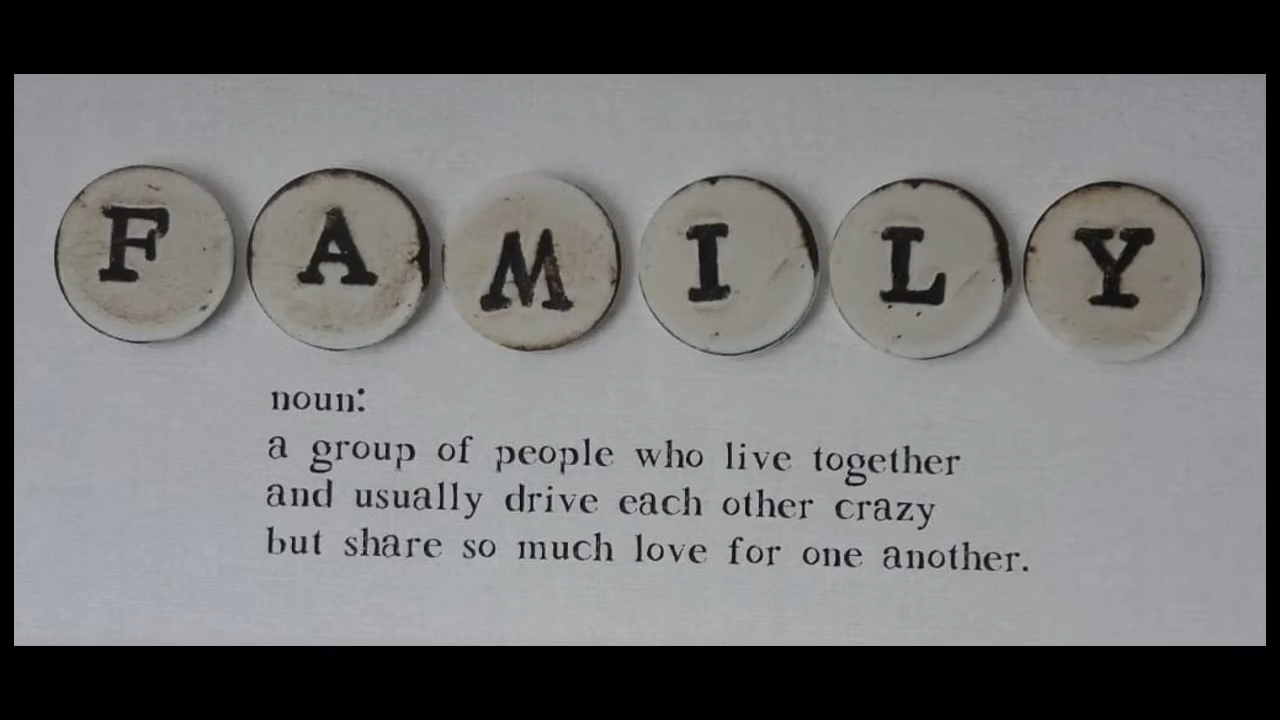 FAMILY
noun:
a group of people who live together
and usually drive each other crazy
but share so much love for one another.